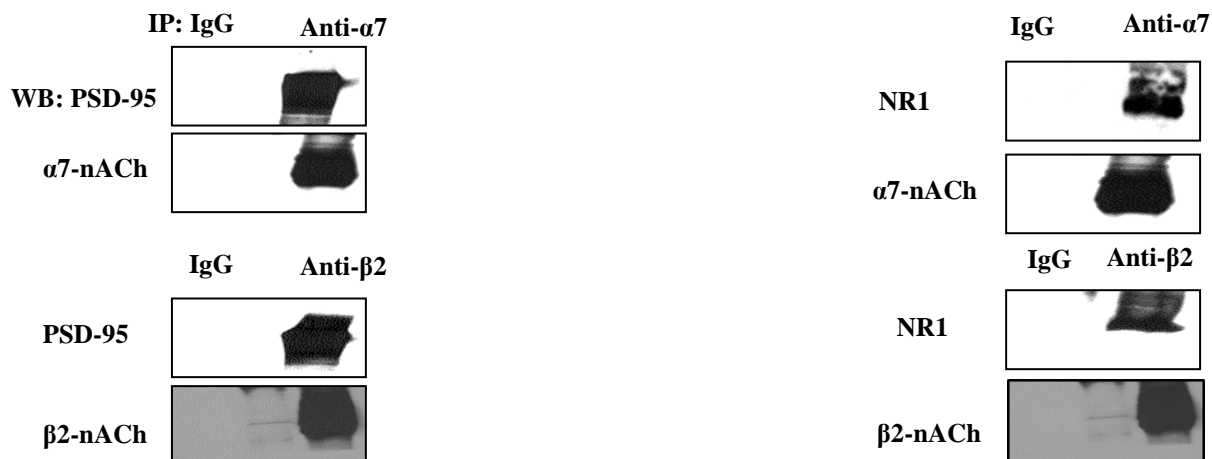 IP: IgG Anti-α7
WB: PSD-95
α7-nACh
IgG Anti-β2
PSD-95
β2-nACh
IgG Anti-α7
NR1
α7-nACh
IgG Anti-β2
NR1
β2-nACh